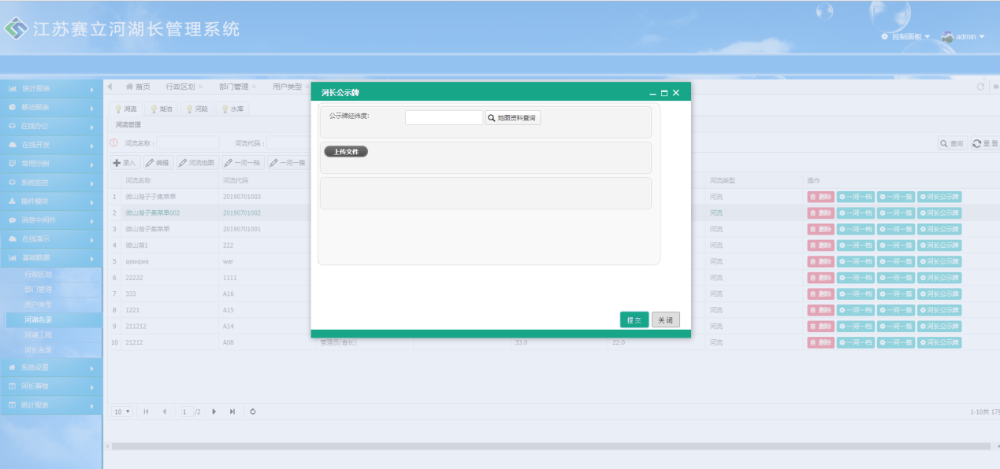 江苏赛立河湖长管理系统
控制面板 admin
统计报表
移动报表
在线办公
在线开发
常用示例
系统监控
插件模块
消息中间件
在线演示
基础数据
行政区划
部门管理
用户类型
河湖名录
河湖工程
河长名录
系统设置
河长事物
统计报表
首页 行政区划 部门管理 用户类型
河流 湖泊 河段 水库
河流管理
河流名称： 河流代码： 查询 重置
录入 编辑 河流地图 一河一档 一河一策
河流名称 河流代码 河流类型 操作
1 微山湖子子集菜单 20190701003 河流 删除 一河一档 一河一策 河长公示牌
2 微山湖子集菜单002 20190701002 河流 删除 一河一档 一河一策 河长公示牌
3 微山湖子集菜单 20190701001 河流 删除 一河一档 一河一策 河长公示牌
4 微山湖1 222 河流 删除 一河一档 一河一策 河长公示牌
5 qewqwe wer 河流 删除 一河一档 一河一策 河长公示牌
6 22222 1111 河流 删除 一河一档 一河一策 河长公示牌
7 333 A16 河流 删除 一河一档 一河一策 河长公示牌
8 1221 A15 河流 删除 一河一档 一河一策 河长公示牌
9 211212 A14 河流 删除 一河一档 一河一策 河长公示牌
10 21212 A08 管理员(省长) 33.0 22.0 河流 删除 一河一档 一河一策 河长公示牌
10 1 /2 1-10共 17
河长公示牌
公示牌经纬度: 地图资料查询
上传文件
提交 关闭